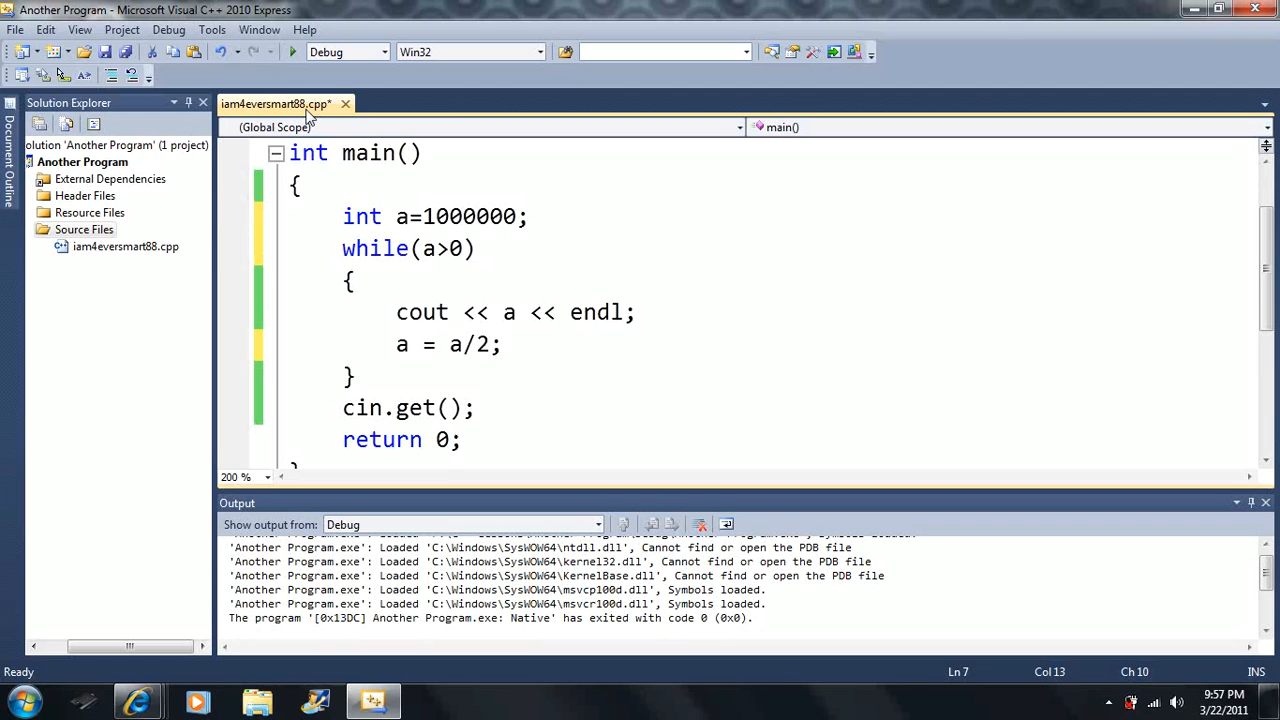 Another Program - Microsoft Visual C++ 2010 Express
File Edit View Project Debug Tools Window Help
Debug Win32
Solution Explorer
iam4eversmart88.cpp*
Document Outline
(Global Scope) main()
olution 'Another Program' (1 project)
Another Program
External Dependencies
Header Files
Resource Files
Source Files
iam4eversmart88.cpp
int main()
{
int a=1000000;
while(a>0)
{
cout << a << endl;
a = a/2;
}
cin.get();
return 0;
200 %
Output
Show output from: Debug
'Another Program.exe': Loaded 'C:\Windows\SysWOW64\ntdll.dll', Cannot find or open the PDB file
'Another Program.exe': Loaded 'C:\Windows\SysWOW64\kernel32.dll', Cannot find or open the PDB file
'Another Program.exe': Loaded 'C:\Windows\SysWOW64\KernelBase.dll', Cannot find or open the PDB file
'Another Program.exe': Loaded 'C:\Windows\SysWOW64\msvcp100d.dll', Symbols loaded.
'Another Program.exe': Loaded 'C:\Windows\SysWOW64\msvcr100d.dll', Symbols loaded.
The program '[0x13DC] Another Program.exe: Native' has exited with code 0 (0x0).
Ready Ln 7 Col 13 Ch 10 INS
9:57 PM
3/22/2011